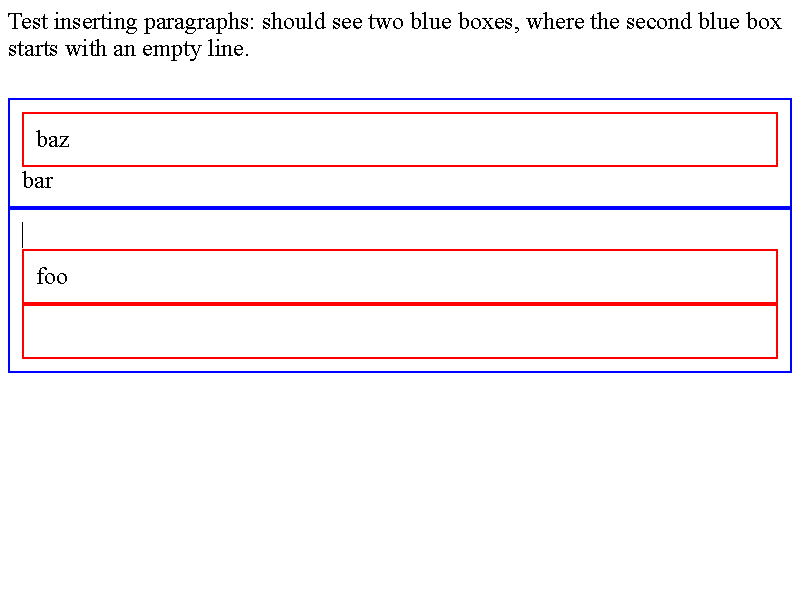 Test inserting paragraphs: should see two blue boxes, where the second blue box
starts with an empty line.
baz
bar
foo